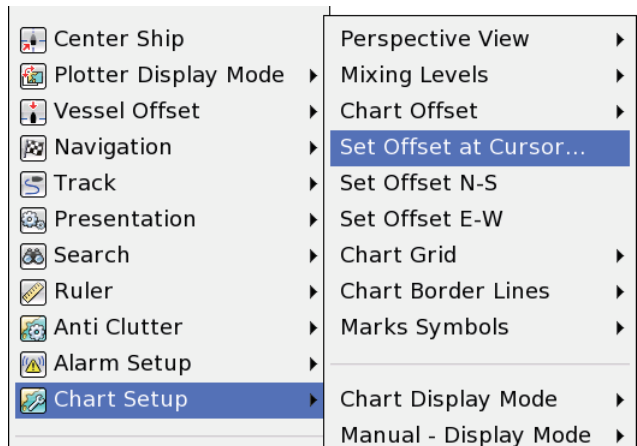 Center Ship
Plotter Display Mode
Vessel Offset
Navigation
Track
Presentation
Search
Ruler
Anti Clutter
Alarm Setup
Chart Setup
Perspective View
Mixing Levels
Chart Offset
Set Offset at Cursor...
Set Offset N-S
Set Offset E-W
Chart Grid
Chart Border Lines
Marks Symbols
Chart Display Mode
Manual - Display Mode